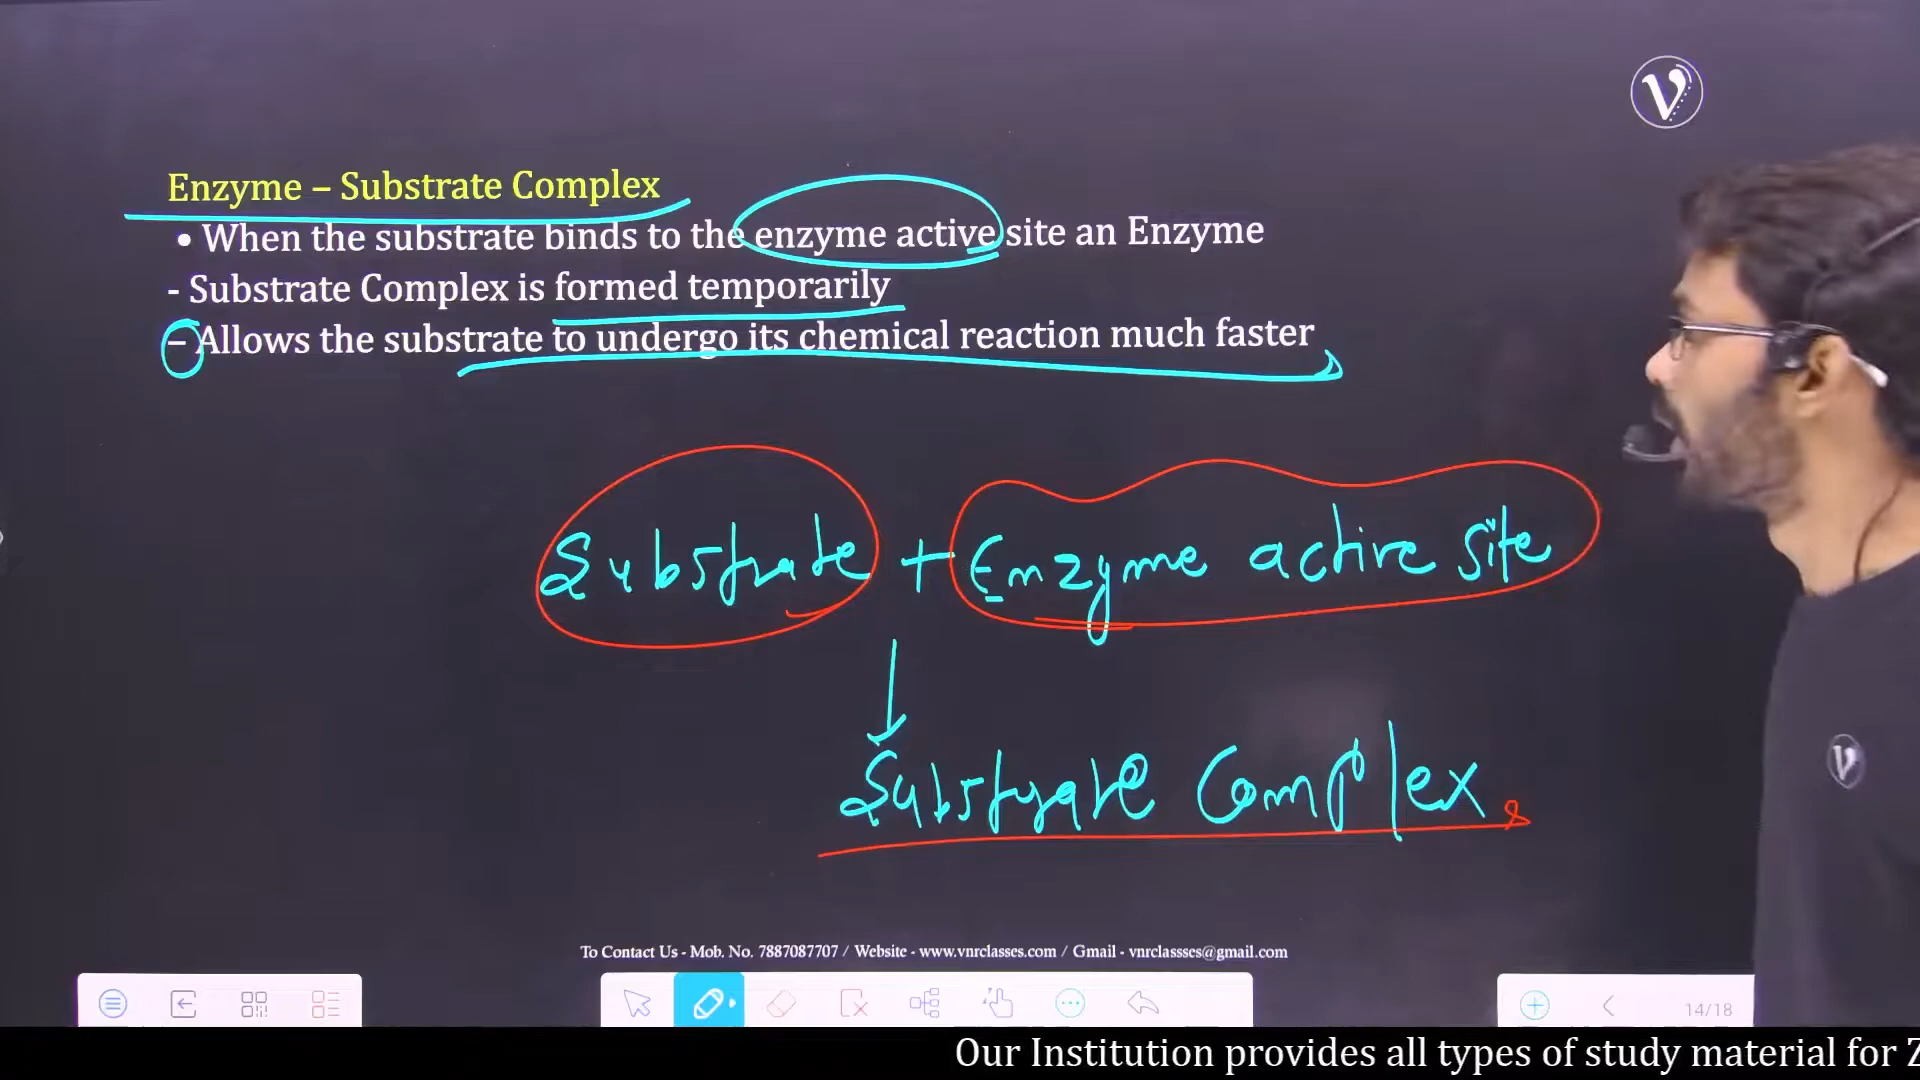 V
Enzyme – Substrate Complex
• When the substrate binds to the enzyme active site an Enzyme
- Substrate Complex is formed temporarily
– Allows the substrate to undergo its chemical reaction much faster
Substrate + Enzyme active site
Substrate Complex
To Contact Us - Mob. No. 7887087707 / Website - www.vnrclasses.com / Gmail - vnrclassses@gmail.com
14/18
V
Our Institution provides all types of study material for Z